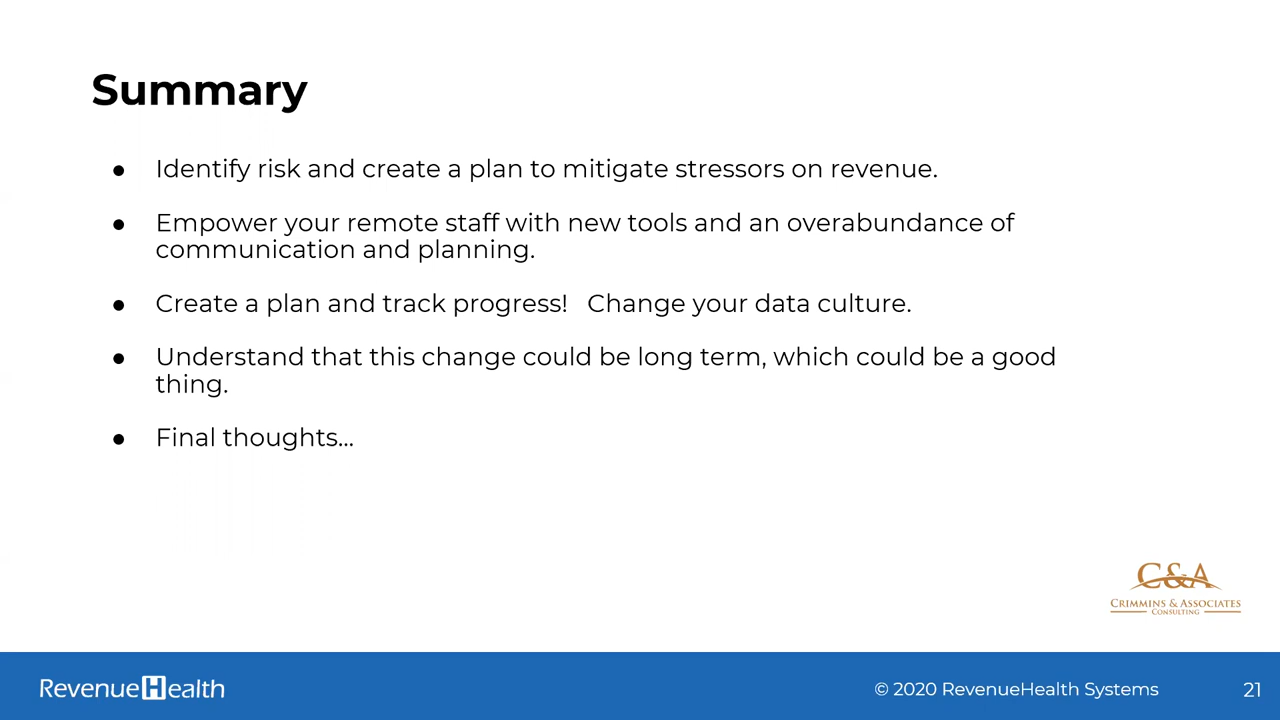 Summary
● Identify risk and create a plan to mitigate stressors on revenue.
● Empower your remote staff with new tools and an overabundance of
communication and planning.
● Create a plan and track progress!   Change your data culture.
● Understand that this change could be long term, which could be a good
thing.
● Final thoughts...
C&A
Crimmins & Associates
Consulting
RevenueHealth
© 2020 RevenueHealth Systems
21